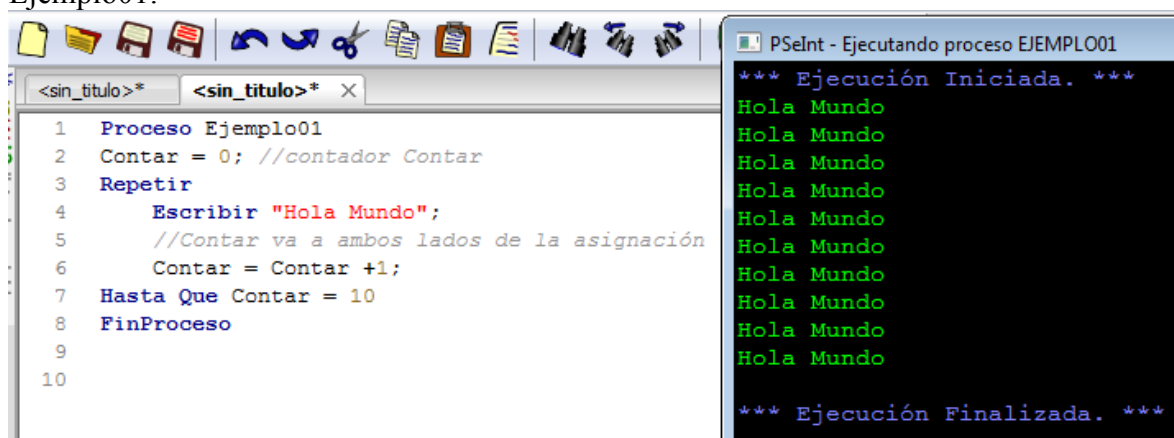 Ejemplo01:
PSeInt - Ejecutando proceso EJEMPLO01
<sin_titulo>* <sin_titulo>* X
1 Proceso Ejemplo01
2 Contar = 0; //contador Contar
3 Repetir
4 Escribir "Hola Mundo";
5 //Contar va a ambos lados de la asignación
6 Contar = Contar +1;
7 Hasta Que Contar = 10
8 FinProceso
9
10
*** Ejecución Iniciada. ***
Hola Mundo
Hola Mundo
Hola Mundo
Hola Mundo
Hola Mundo
Hola Mundo
Hola Mundo
Hola Mundo
Hola Mundo
Hola Mundo
*** Ejecución Finalizada. ***